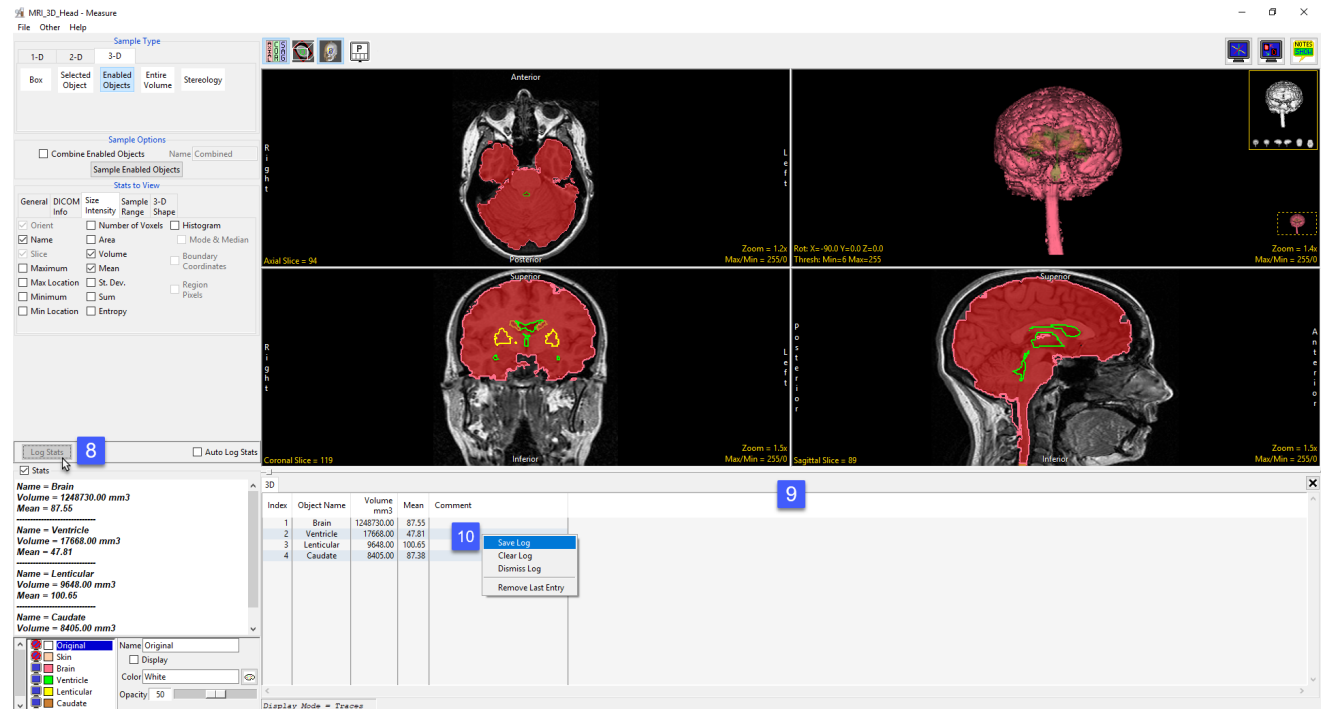 MRI_3D_Head - Measure
File Other Help
Sample Type
1-D 2-D 3-D
Box Selected Object Enabled Objects Entire Volume Stereology
Sample Options
Combine Enabled Objects Name Combined
Sample Enabled Objects
Stats to View
General DICOM Info Size Intensity Sample Range 3-D Shape
Orient Number of Voxels Histogram
Name Area Mode & Median
Slice Volume Boundary Coordinates
Maximum Mean
Max Location St. Dev. Region Pixels
Minimum Sum
Min Location Entropy
Log Stats 8 Auto Log Stats
Stats
Name = Brain
Volume = 1248730.00 mm3
Mean = 87.55
Name = Ventricle
Volume = 17668.00 mm3
Mean = 47.81
Name = Lenticular
Volume = 9648.00 mm3
Mean = 100.65
Name = Caudate
Volume = 8405.00 mm3
Original
Skin
Brain
Ventricle
Lenticular
Caudate
Name Original
Display
Color White
Opacity 50
P
NOTES
SHOW
Anterior
Right
Left
Posterior
Axial Slice = 94
Zoom = 1.2x
Max/Min = 255/0
Rot: X=-90.0 Y=0.0 Z=0.0
Thresh: Min=6 Max=255
Zoom = 1.4x
Max/Min = 255/0
Superior
Right
Left
Inferior
Coronal Slice = 119
Zoom = 1.5x
Max/Min = 255/0
Superior
Posterior
Anterior
Inferior
Sagittal Slice = 89
Zoom = 1.5x
Max/Min = 255/0
3D
9
Index Object Name Volume mm3 Mean Comment
1 Brain 1248730.00 87.55
2 Ventricle 17668.00 47.81
3 Lenticular 9648.00 100.65
4 Caudate 8405.00 87.38
10
Save Log
Clear Log
Dismiss Log
Remove Last Entry
Display Mode = Traces